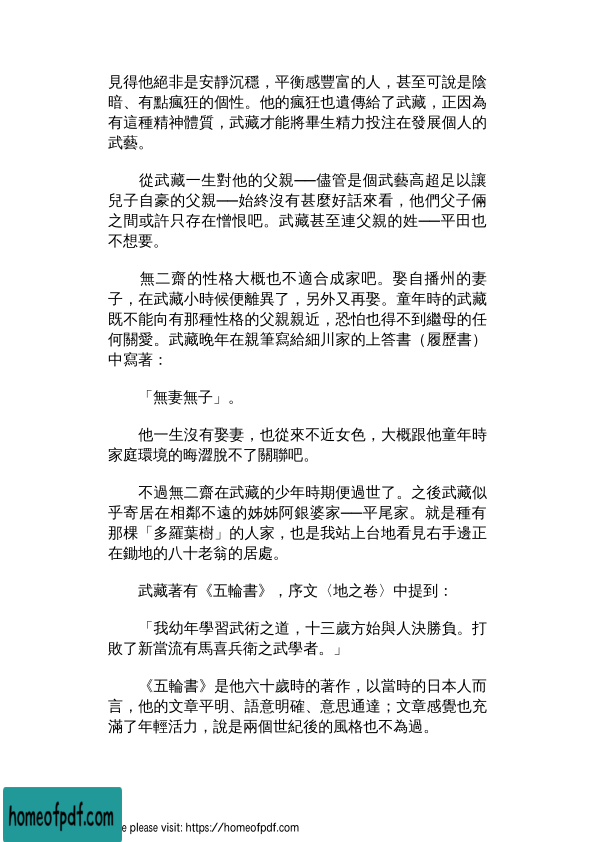 見得他絕非是安靜沉穩，平衡感豐富的人，甚至可說是陰
暗、有點瘋狂的個性。他的瘋狂也遺傳給了武藏，正因為
有這種精神體質，武藏才能將畢生精力投注在發展個人的
武藝。
從武藏一生對他的父親──儘管是個武藝高超足以讓
兒子自豪的父親──始終沒有甚麼好話來看，他們父子倆
之間或許只存在憎恨吧。武藏甚至連父親的姓──平田也
不想要。
無二齋的性格大概也不適合成家吧。娶自播州的妻
子，在武藏小時候便離異了，另外又再娶。童年時的武藏
既不能向有那種性格的父親親近，恐怕也得不到繼母的任
何關愛。武藏晚年在親筆寫給細川家的上答書（履歷書）
中寫著：
「無妻無子」。
他一生沒有娶妻，也從來不近女色，大概跟他童年時
家庭環境的晦澀脫不了關聯吧。
不過無二齋在武藏的少年時期便過世了。之後武藏似
乎寄居在相鄰不遠的姊姊阿銀婆家──平尾家。就是種有
那棵「多羅葉樹」的人家，也是我站上台地看見右手邊正
在鋤地的八十老翁的居處。
武藏著有《五輪書》，序文〈地之卷〉中提到：
「我幼年學習武術之道，十三歲方始與人決勝負。打
敗了新當流有馬喜兵衛之武學者。」
《五輪書》是他六十歲時的著作，以當時的日本人而
言，他的文章平明、語意明確、意思通達；文章感覺也充
滿了年輕活力，說是兩個世紀後的風格也不為過。
homeofpdf.com
please visit: https://homeofpdf.com